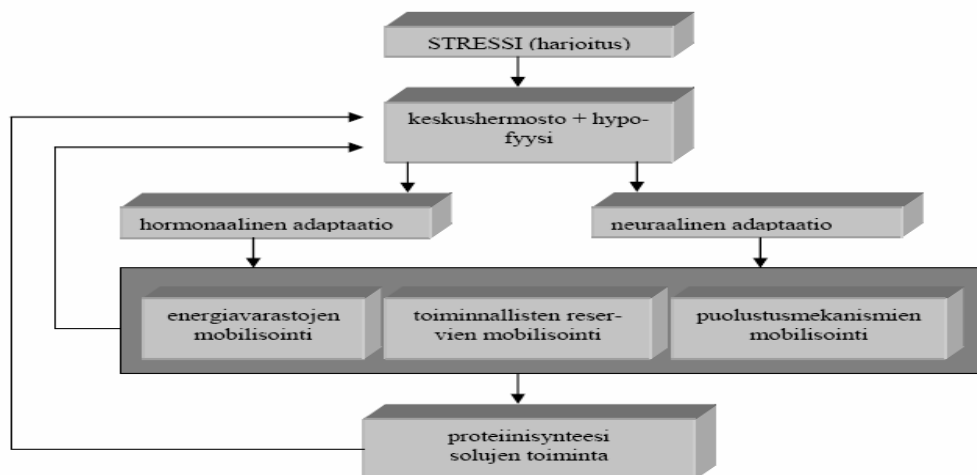 STRESSI (harjoitus)
keskushermosto + hypo-
fyysi
hormonaalinen adaptaatio
neuraalinen adaptaatio
energiavarastojen
mobilisointi
toiminnallisten reser-
vien mobilisointi
puolustusmekanismien
mobilisointi
proteiinisynteesi
solujen toiminta